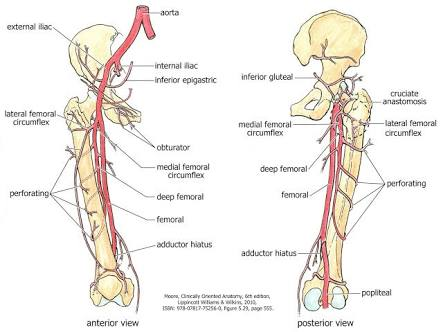 aorta
external iliac
internal iliac
inferior epigastric
lateral femoral
circumflex
obturator
medial femoral
circumflex
perforating
deep femoral
femoral
adductor hiatus
anterior view
inferior gluteal
cruciate
anastomosis
medial femoral
circumflex
lateral femoral
circumflex
deep femoral
femoral
perforating
adductor hiatus
popliteal
posterior view
Moore, Clinically Oriented Anatomy, 6th edition,
Lippincott Williams & Wilkins, 2010,
ISBN: 978-07817-75256-0, figure 5.29, page 555.